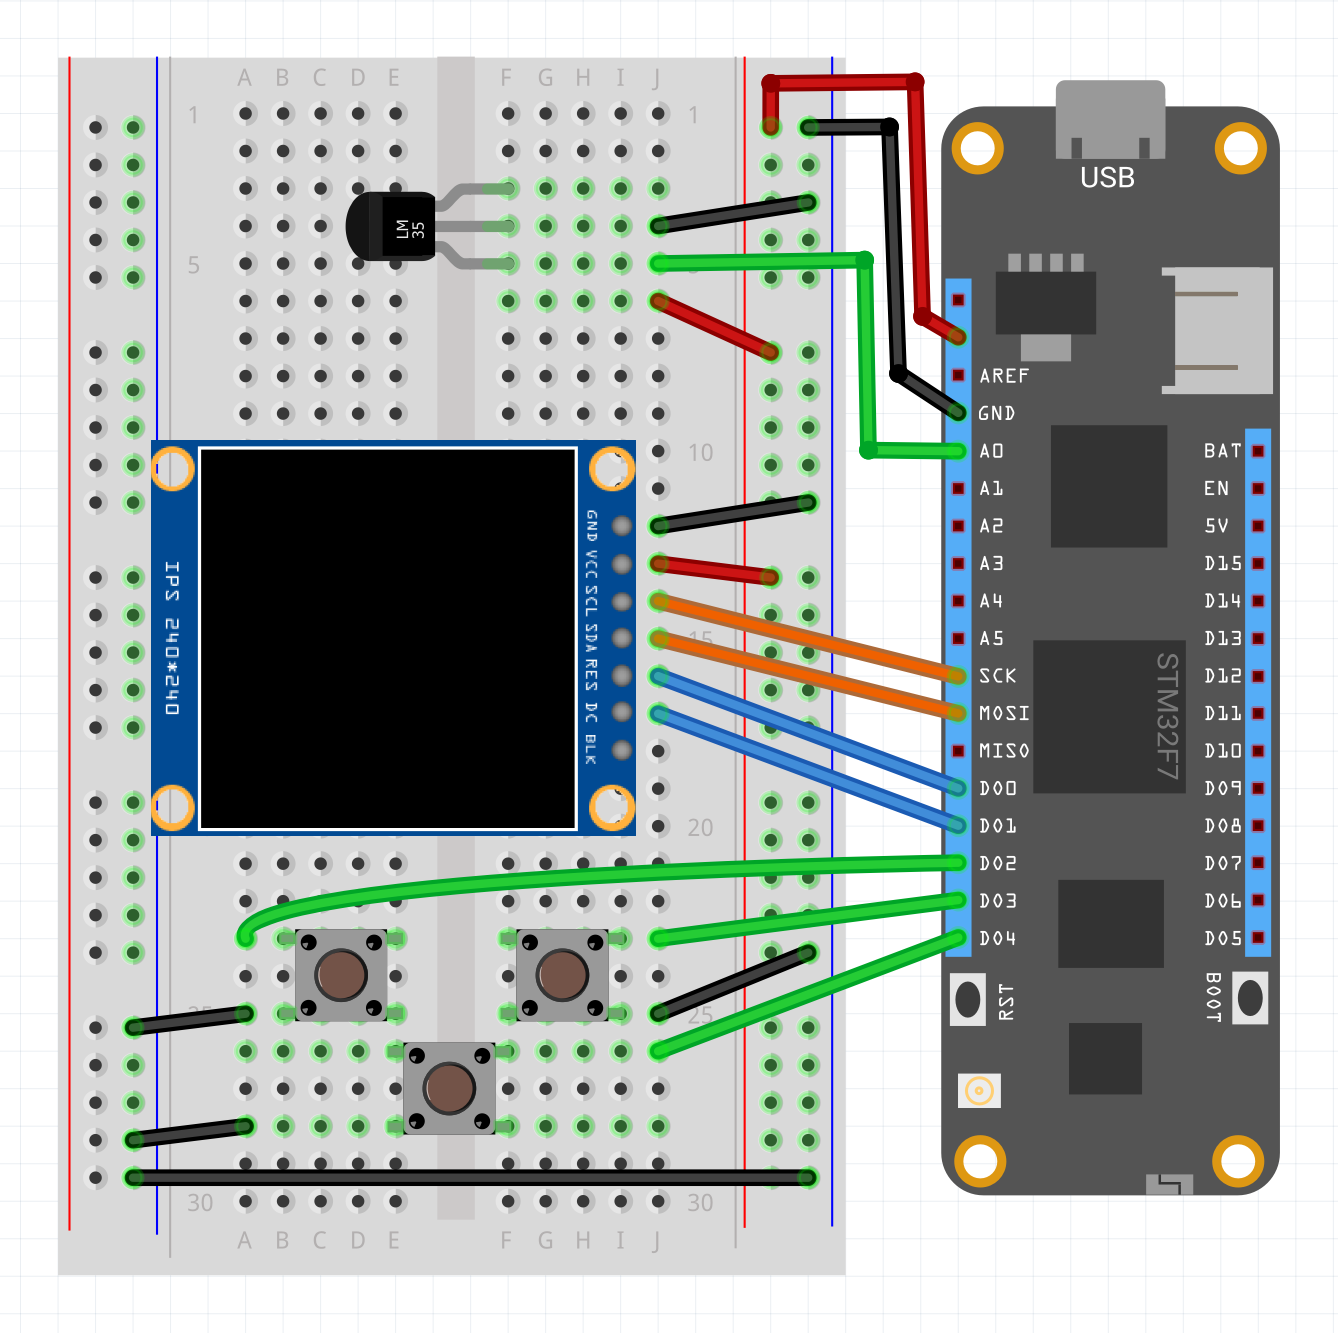 A B C D E F G H I J
1 1
USB
LM
35
5
AREF
GND
A0
10
BAT
A1
EN
A2
5V
A3
D15
A4
D14
A5
D13
15
SCK
D12
MOSI
D11
MISO
D10
D00
D09
D01
D08
D02
D07
D03
D06
D04
D05
STM32F7
GND VCC SCL SDA RES DC BLK
IPS 240*240
20
25
RST
BOOT
30 30
A B C D E F G H I J